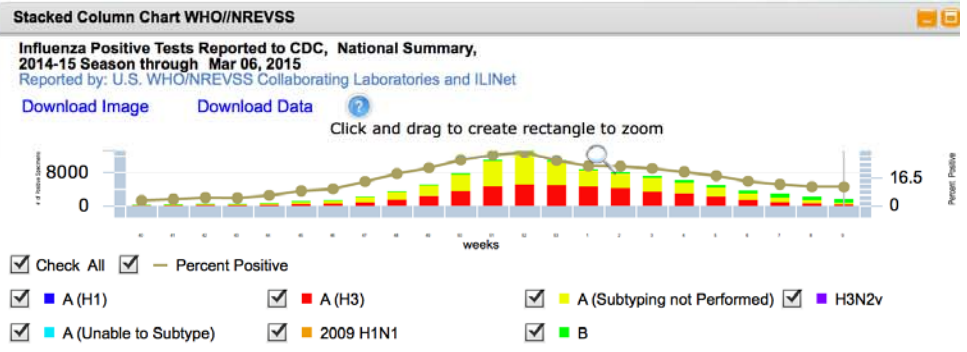 Stacked Column Chart WHO//NREVSS
Influenza Positive Tests Reported to CDC, National Summary,
2014-15 Season through Mar 06, 2015
Reported by: U.S. WHO/NREVSS Collaborating Laboratories and ILINet
Download Image Download Data ?
Click and drag to create rectangle to zoom
8000
16.5
0 0
Percent Positive
weeks
Check All Percent Positive
A (H1) A (H3) A (Subtyping not Performed) H3N2v
A (Unable to Subtype) 2009 H1N1 B